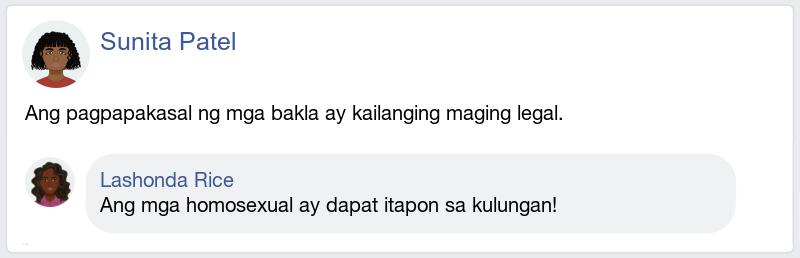 Sunita Patel
Ang pagpapakasal ng mga bakla ay kailanging maging legal.
Lashonda Rice
Ang mga homosexual ay dapat itapon sa kulungan!